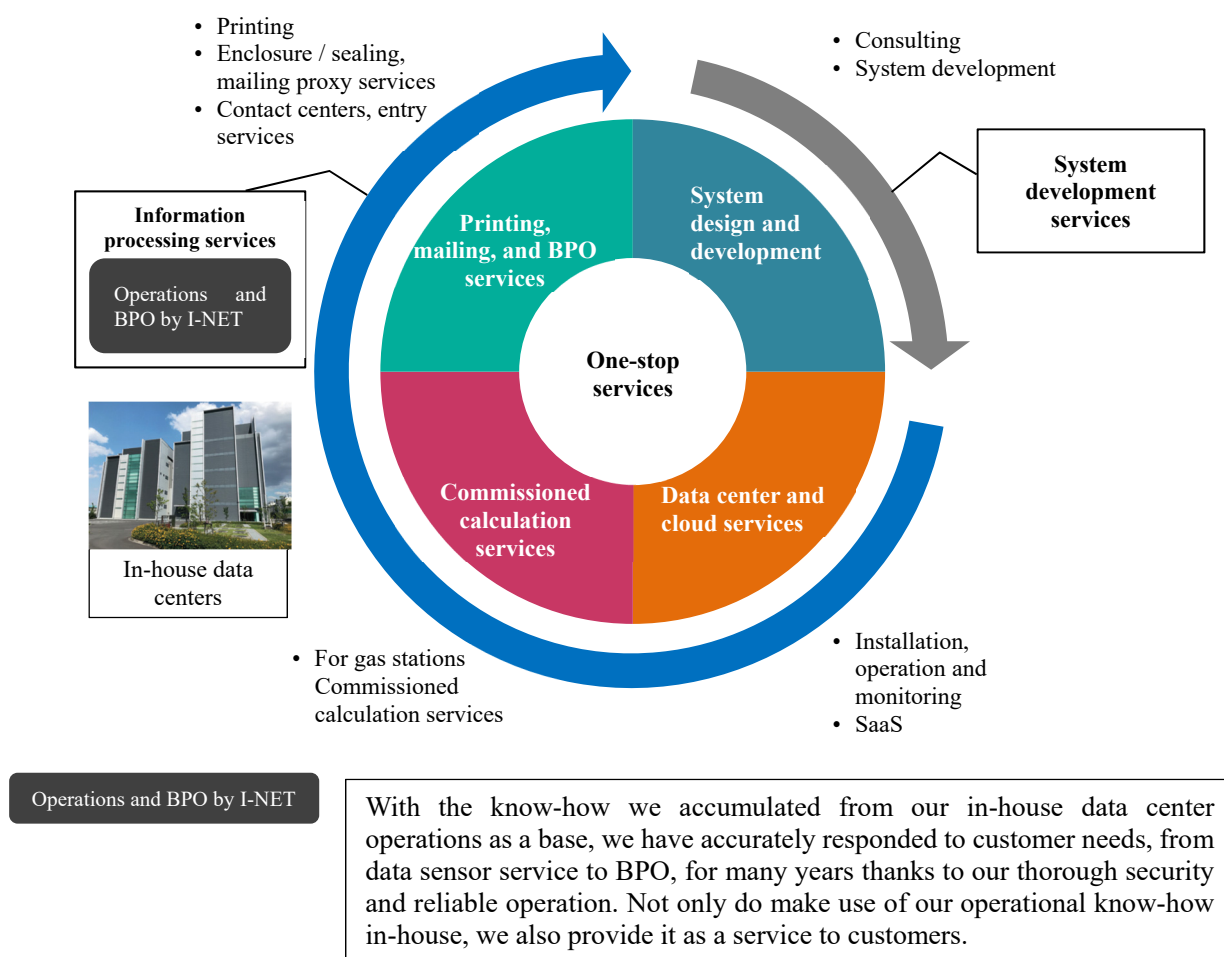 • Printing
• Enclosure / sealing,
mailing proxy services
• Contact centers, entry
services
• Consulting
• System development
Information
processing services
Operations and
BPO by I-NET
System
development
services
Printing,
mailing, and BPO
services
System
design and
development
One-stop
services
Commissioned
calculation
services
Data center and
cloud services
In-house data
centers
• For gas stations
Commissioned
calculation services
• Installation,
operation and
monitoring
• SaaS
Operations and BPO by I-NET
With the know-how we accumulated from our in-house data center
operations as a base, we have accurately responded to customer needs, from
data sensor service to BPO, for many years thanks to our thorough security
and reliable operation. Not only do make use of our operational know-how
in-house, we also provide it as a service to customers.